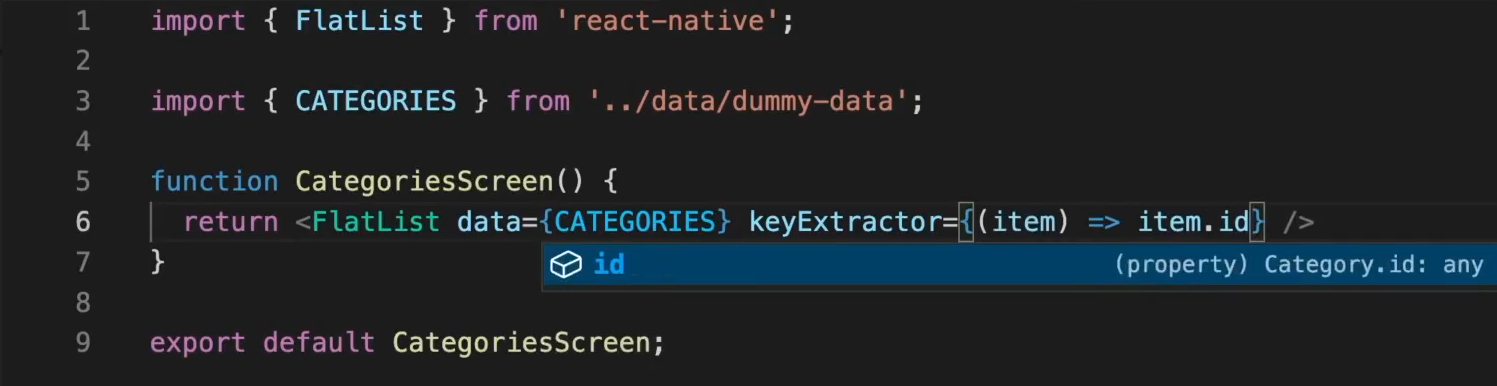 1 import { FlatList } from 'react-native';
2
3 import { CATEGORIES } from '../data/dummy-data';
4
5 function CategoriesScreen() {
6 return <FlatList data={CATEGORIES} keyExtractor={(item) => item.id} />
7 }
id (property) Category.id: any
8
9 export default CategoriesScreen;